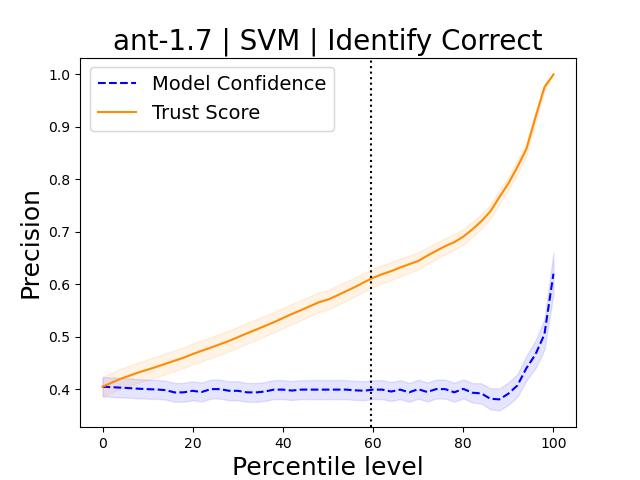 ant-1.7 | SVM | Identify Correct
Model Confidence
Trust Score
Precision
1.0
0.9
0.8
0.7
0.6
0.5
0.4
0 20 40 60 80 100
Percentile level